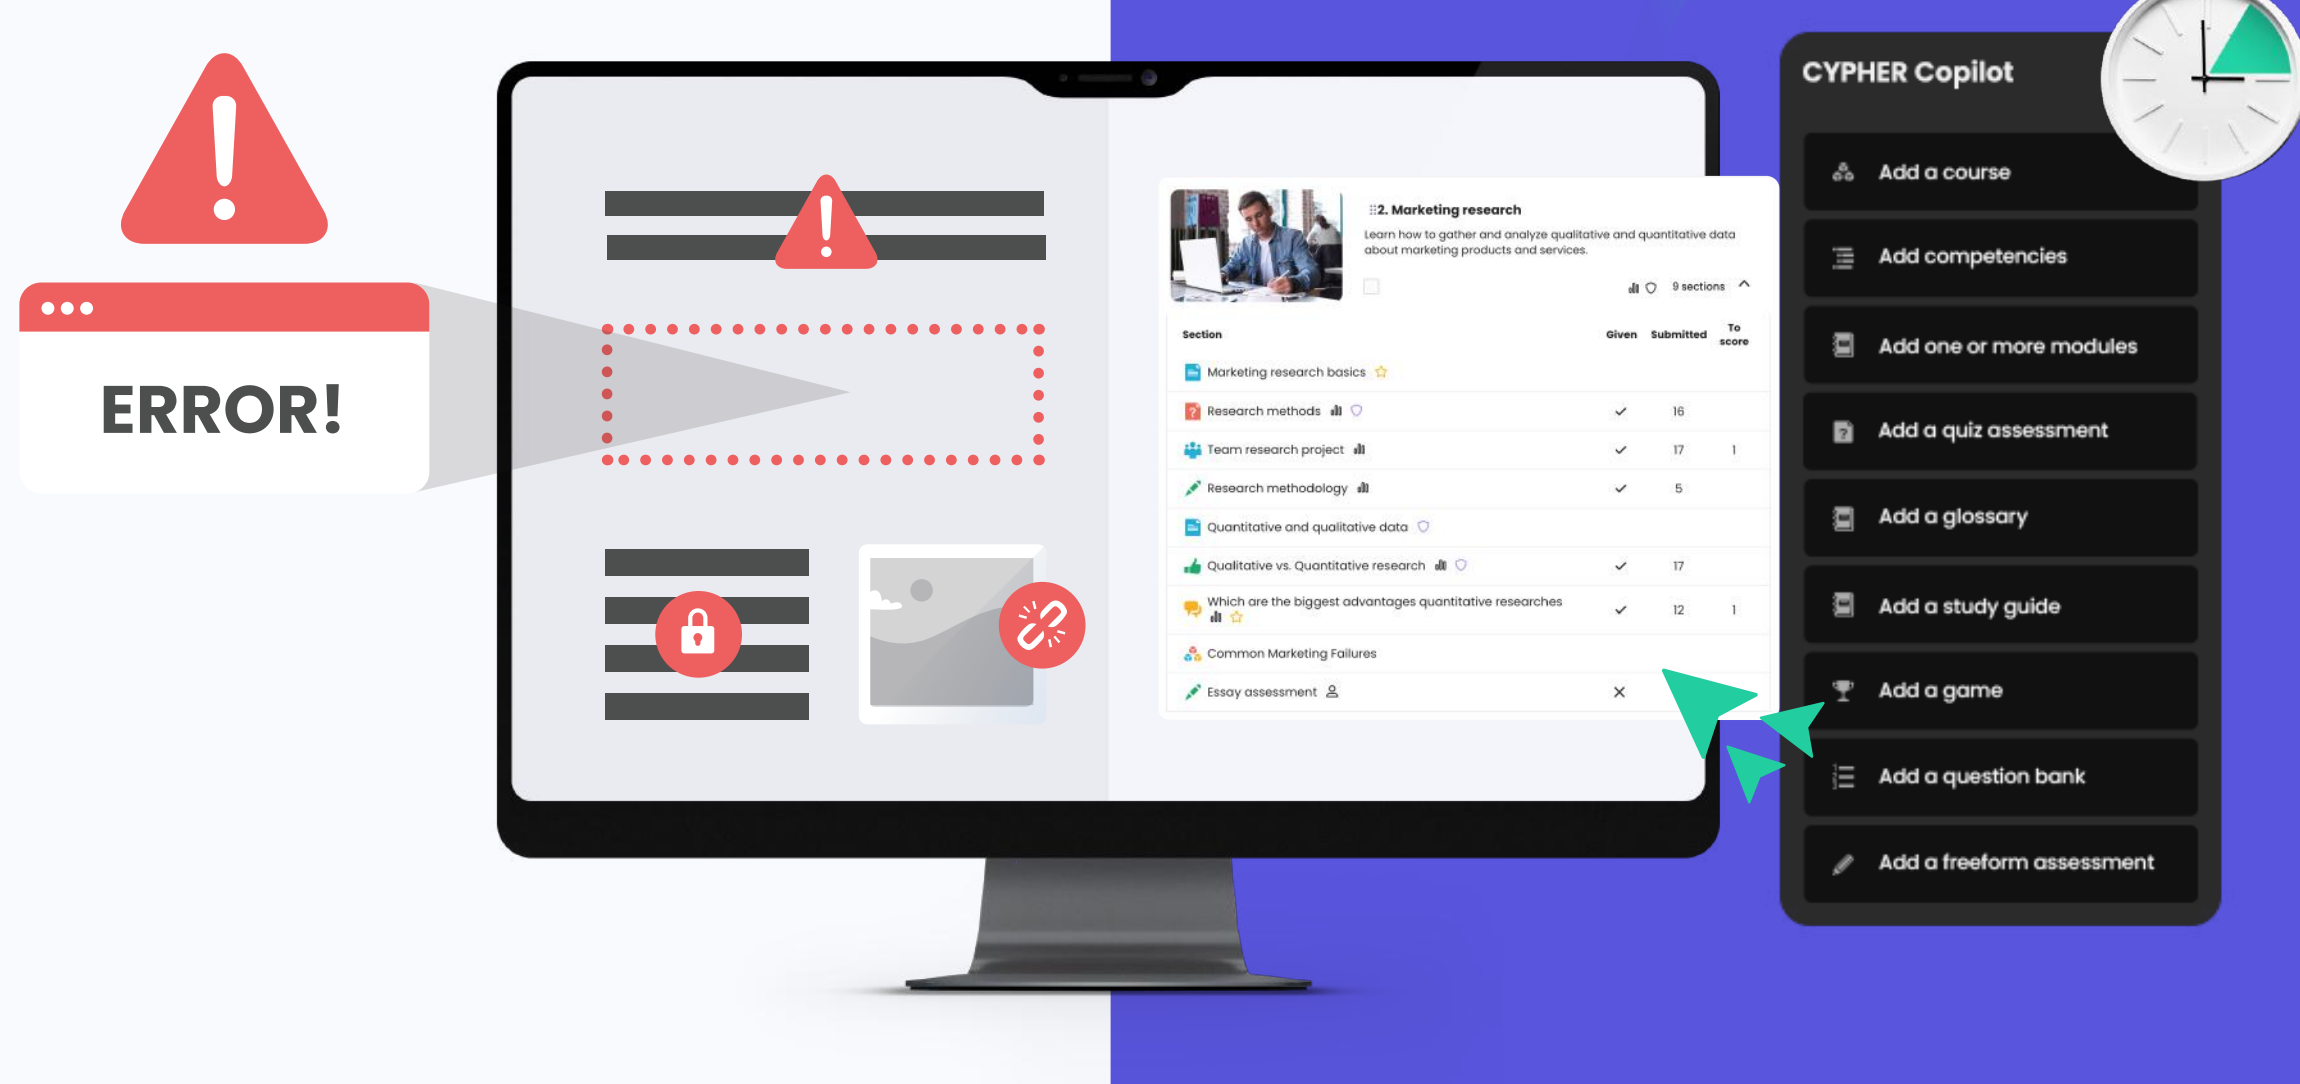 ERROR!
2. Marketing research
Learn how to gather and analyze qualitative and quantitative data
about marketing products and services.
9 sections
Section Given Submitted To
score
Marketing research basics
Research methods 16
Team research project 17 1
Research methodology 5
Quantitative and qualitative data
Qualitative vs. Quantitative research 17
Which are the biggest advantages quantitative researches 12 1
Common Marketing Failures
Essay assessment
CYPHER Copilot
Add a course
Add competencies
Add one or more modules
Add a quiz assessment
Add a glossary
Add a study guide
Add a game
Add a question bank
Add a freeform assessment